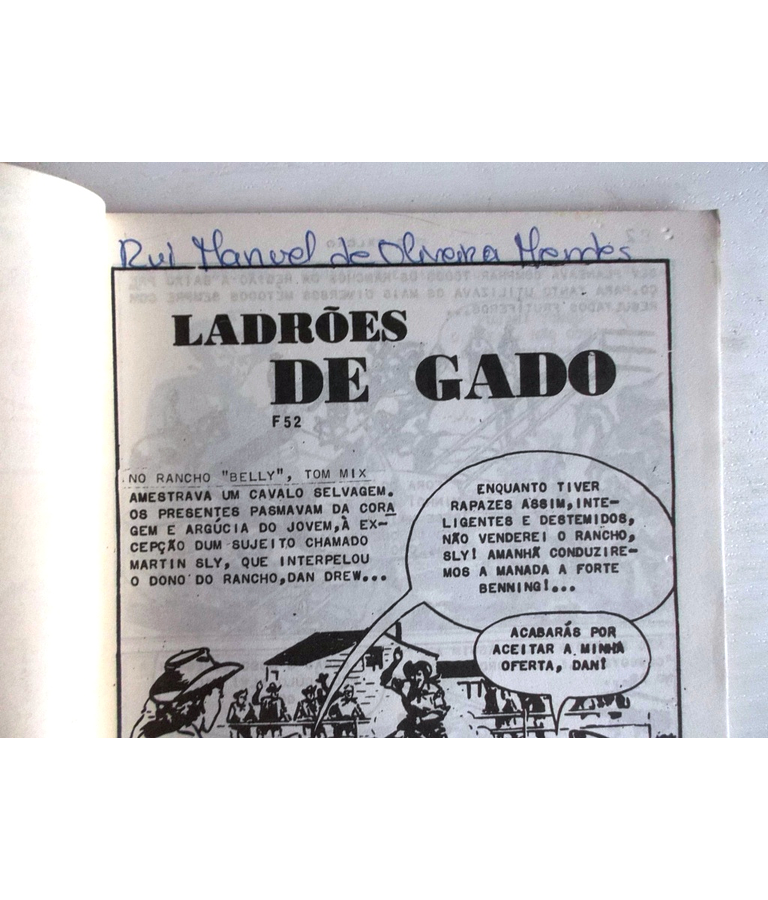 Rui Manuel de Oliveira Mendes
LADRÕES
DE GADO
F52
NO RANCHO "BELLY", TOM MIX
AMESTRAVA UM CAVALO SELVAGEM.
OS PRESENTES PASMAVAM DA CORA
GEM E ARGÚCIA DO JOVEM, À EX-
CEPÇÃO DUM SUJEITO CHAMADO
MARTIN SLY, QUE INTERPELOU
O DONO DO RANCHO, DAN DREW...
ENQUANTO TIVER
RAPAZES ASSIM, INTE-
LIGENTES E DESTEMIDOS,
NÃO VENDEREI O RANCHO,
SLY! AMANHÃ CONDUZIRE-
MOS A MANADA A FORTE
BENNING!...
ACABARÁS POR
ACEITAR A MINHA
OFERTA, DAN!